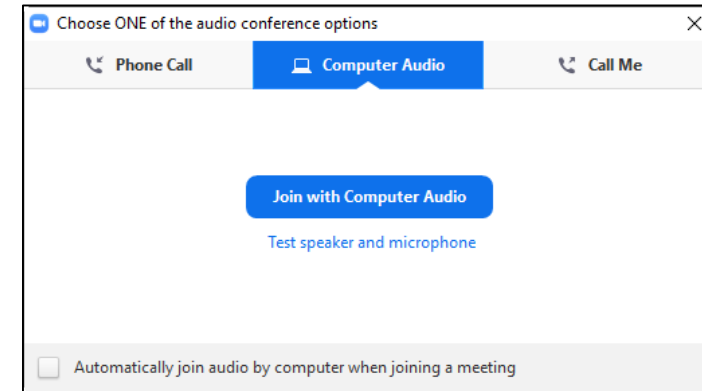 Choose ONE of the audio conference options
Phone Call
Computer Audio
Call Me
Join with Computer Audio
Test speaker and microphone
Automatically join audio by computer when joining a meeting